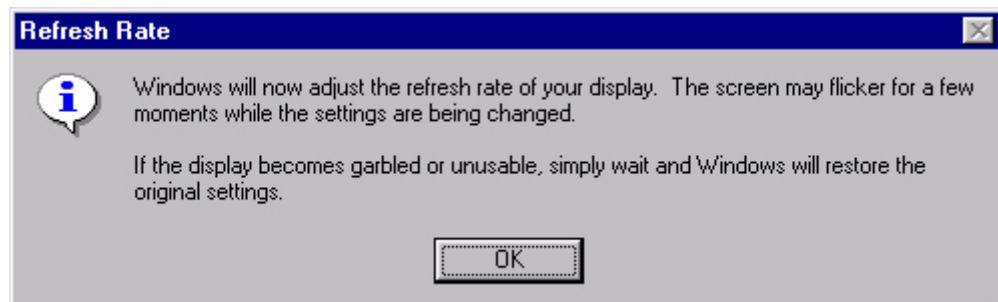 Refresh Rate
Windows will now adjust the refresh rate of your display.  The screen may flicker for a few
moments while the settings are being changed.
If the display becomes garbled or unusable, simply wait and Windows will restore the
original settings.
OK